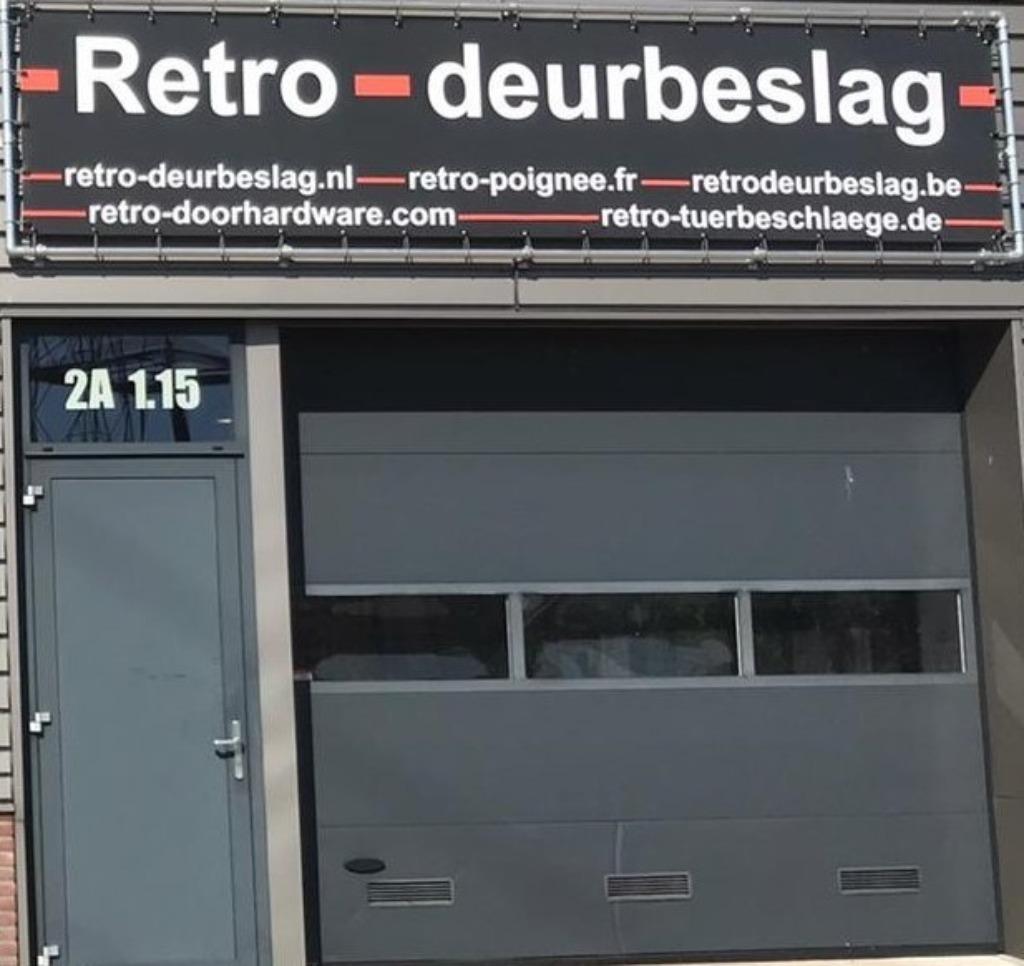 Retro - deurbeslag
retro-deurbeslag.nl — retro-poignee.fr — retrodeurbeslag.be
retro-doorhardware.com — retro-tuerbeschlaege.de
2A 1.15